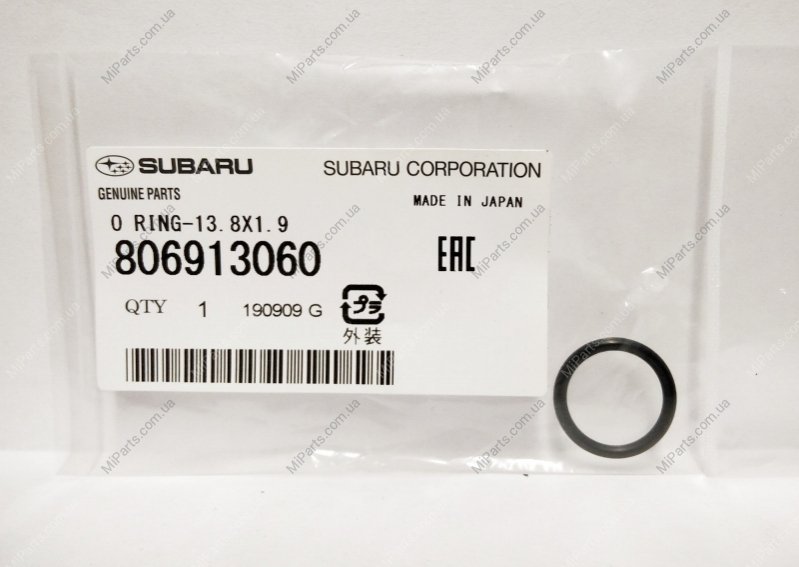 SUBARU SUBARU CORPORATION
GENUINE PARTS
MADE IN JAPAN
O RING-13.8X1.9
806913060 EAC
QTY 1 190909 G プラ
外装
MiParts.com.ua